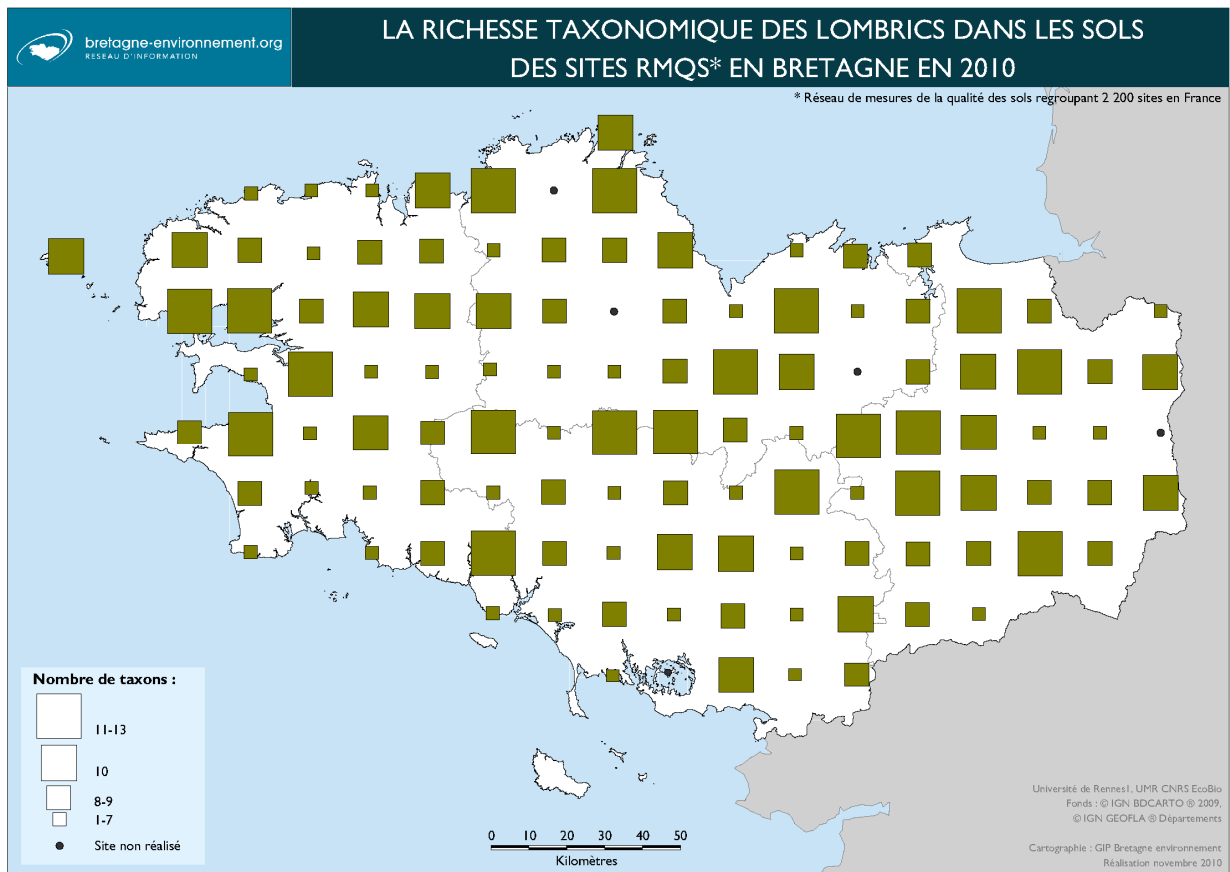 bretagne-environnement.org
RESEAU D'INFORMATION
LA RICHESSE TAXONOMIQUE DES LOMBRICS DANS LES SOLS
DES SITES RMQS* EN BRETAGNE EN 2010
* Réseau de mesures de la qualité des sols regroupant 2 200 sites en France
Nombre de taxons :
11-13
10
8-9
1-7
Site non réalisé
0 10 20 30 40 50
Kilomètres
Université de Rennes1, UMR CNRS EcoBio
Fonds : © IGN BDCARTO ® 2009,
© IGN GEOFLA ® Départements
Cartographie : GIP Bretagne environnement
Réalisation novembre 2010